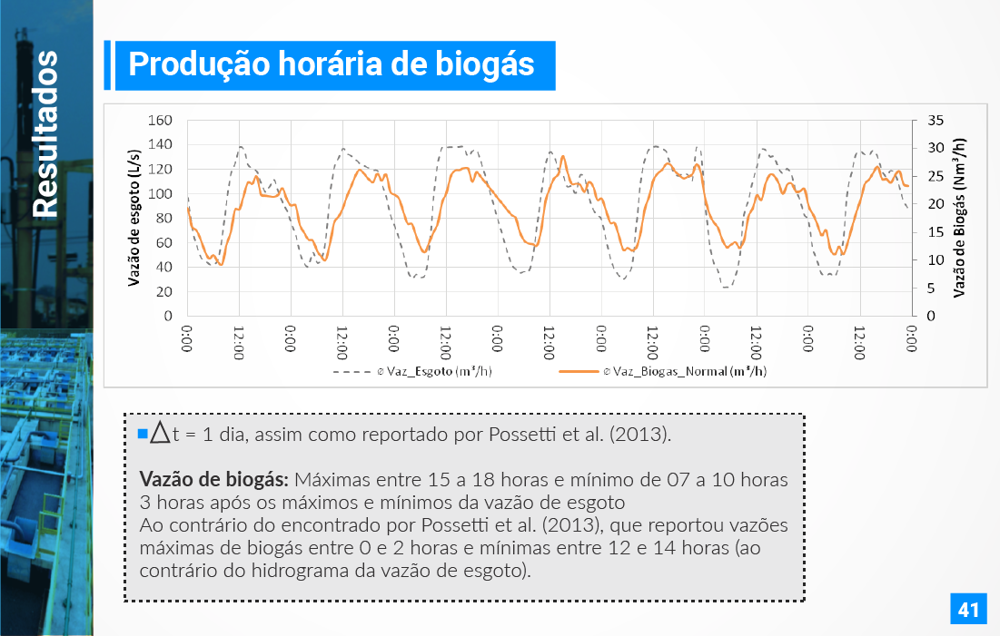 Resultados
Produção horária de biogás
160
140
120
100
80
60
40
20
0
Vazão de esgoto (L/s)
35
30
25
20
15
10
5
0
Vazão de Biogás (Nm³/h)
0:00
12:00
0:00
12:00
0:00
12:00
0:00
12:00
0:00
12:00
0:00
12:00
0:00
12:00
0:00
ø Vaz_Esgoto (m³/h)
ø Vaz_Biogas_Normal (m³/h)
Δt = 1 dia, assim como reportado por Possetti et al. (2013).
Vazão de biogás: Máximas entre 15 a 18 horas e mínimo de 07 a 10 horas
3 horas após os máximos e mínimos da vazão de esgoto
Ao contrário do encontrado por Possetti et al. (2013), que reportou vazões
máximas de biogás entre 0 e 2 horas e mínimas entre 12 e 14 horas (ao
contrário do hidrograma da vazão de esgoto).
41